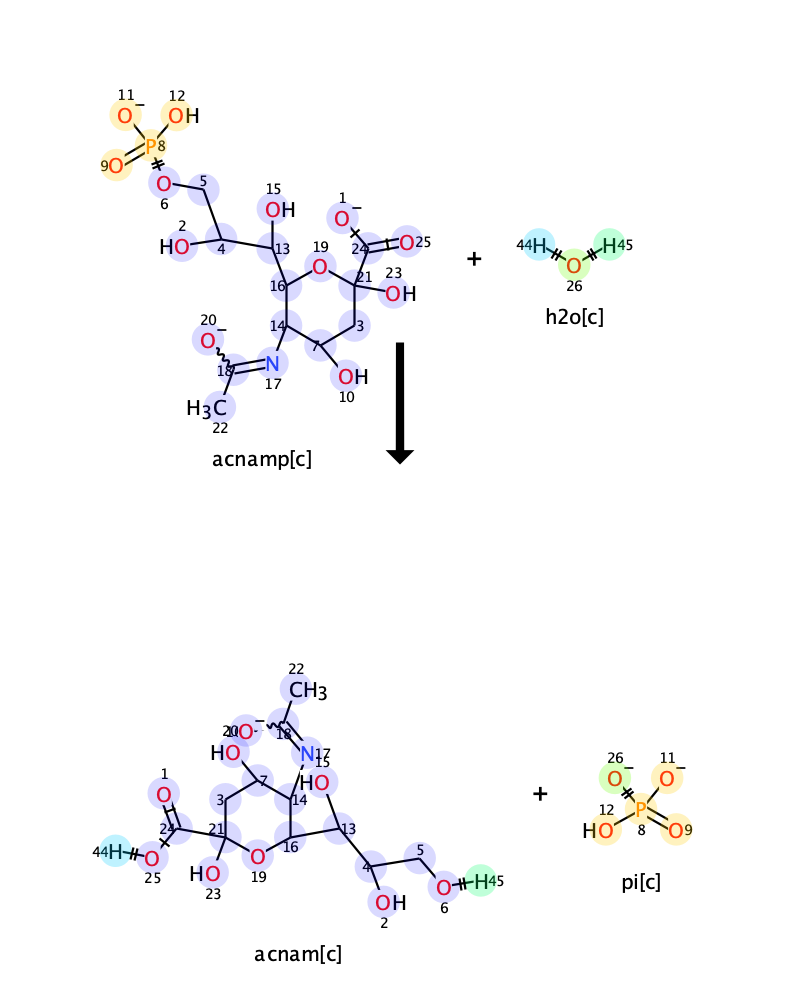 11 12
O− OH
P 8
9 O
O 5
6
15 1
2 OH O−
HO 4 13 24 O 25
19
O 21 23
16 OH
20
O− 14 3
7
18 N
17 OH
H3C 10
22
acnamp[c]
+
44 H H 45
O
26
h2o[c]
22
CH3
20 10 O− 18
HO N 17
15
1 7 HO
O 3 14
24 21 16 13
44 H O O 4 5
25 HO 19
23 O H 45
OH 6
2
acnam[c]
+
26 11
O− O−
12 P
HO 8 O 9
pi[c]